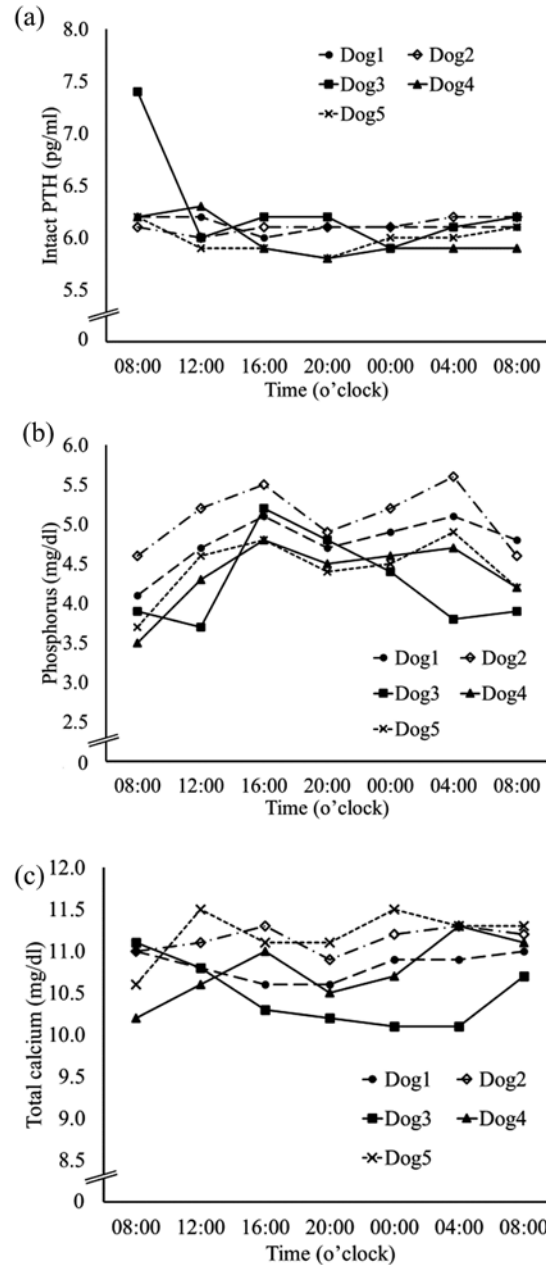 (a)
8.0
7.5
7.0
6.5
6.0
5.5
0
Intact PTH (pg/ml)
Dog1 Dog2
Dog3 Dog4
Dog5
08:00 12:00 16:00 20:00 00:00 04:00 08:00
Time (o'clock)
(b)
6.0
5.5
5.0
4.5
4.0
3.5
3.0
2.5
0
Phosphorus (mg/dl)
Dog1 Dog2
Dog3 Dog4
Dog5
08:00 12:00 16:00 20:00 00:00 04:00 08:00
Time (o'clock)
(c)
12.0
11.5
11.0
10.5
10.0
9.5
9.0
8.5
0
Total calcium (mg/dl)
Dog1 Dog2
Dog3 Dog4
Dog5
08:00 12:00 16:00 20:00 00:00 04:00 08:00
Time (o'clock)